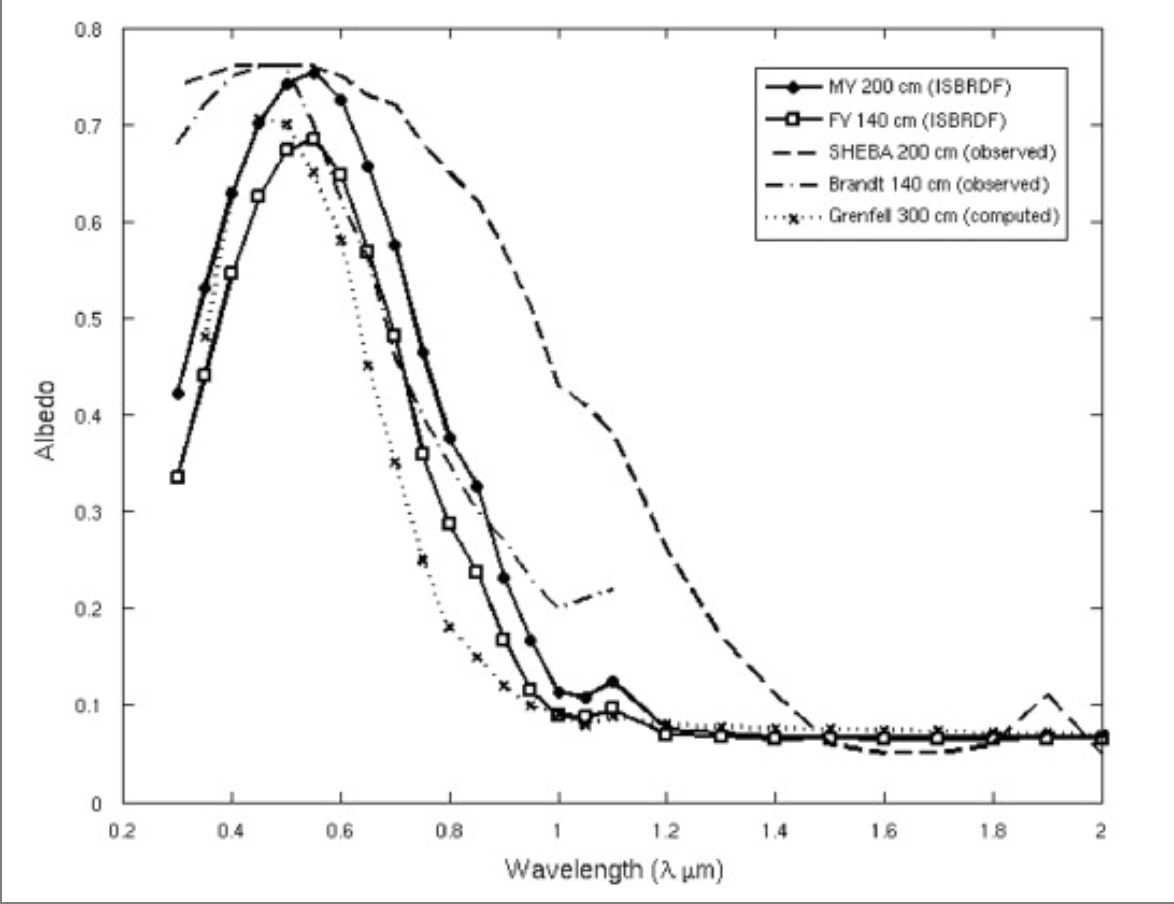 0.8
0.7
0.6
0.5
0.4
0.3
0.2
0.1
0
Albedo
MY 200 cm (ISBRDF)
FY 140 cm (ISBRDF)
SHEBA 200 cm (observed)
Brandt 140 cm (observed)
Grenfell 300 cm (computed)
0.2 0.4 0.6 0.8 1 1.2 1.4 1.6 1.8 2
Wavelength (λ μm)